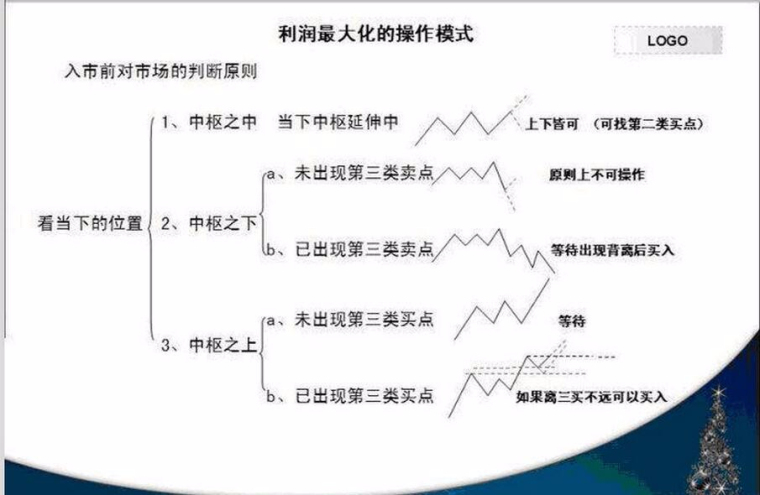 利润最大化的操作模式
LOGO
入市前对市场的判断原则
看当下的位置
1、中枢之中 当下中枢延伸中 上下皆可 (可找第二类买点)
2、中枢之下
a、未出现第三类卖点 原则上不可操作
b、已出现第三类卖点 等待出现背离后买入
3、中枢之上
a、未出现第三类买点 等待
b、已出现第三类买点 如果离三买不远可以买入